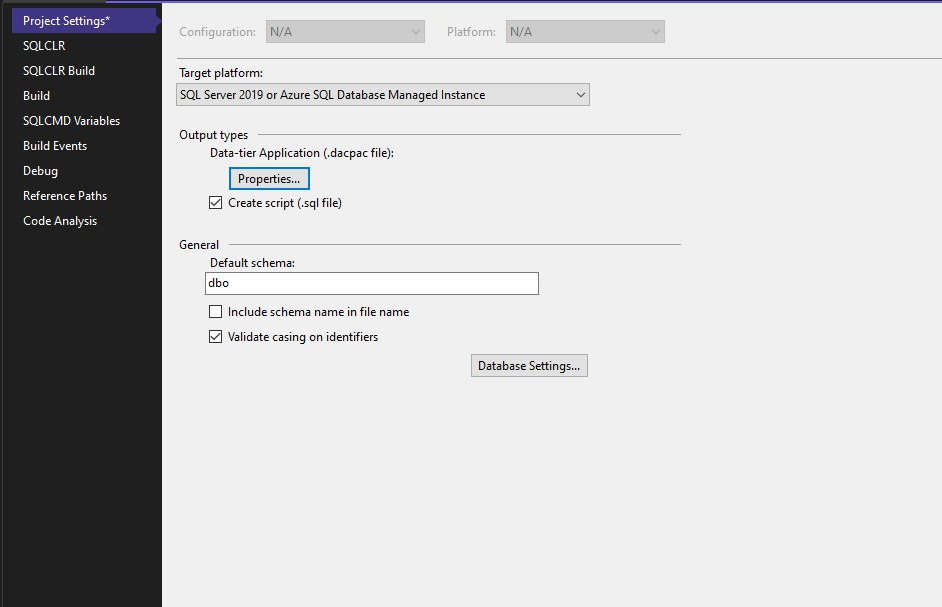 Project Settings*
SQLCLR
SQLCLR Build
Build
SQLCMD Variables
Build Events
Debug
Reference Paths
Code Analysis
Configuration: N/A Platform: N/A
Target platform:
SQL Server 2019 or Azure SQL Database Managed Instance
Output types
Data-tier Application (.dacpac file):
Properties...
Create script (.sql file)
General
Default schema:
dbo
Include schema name in file name
Validate casing on identifiers
Database Settings...